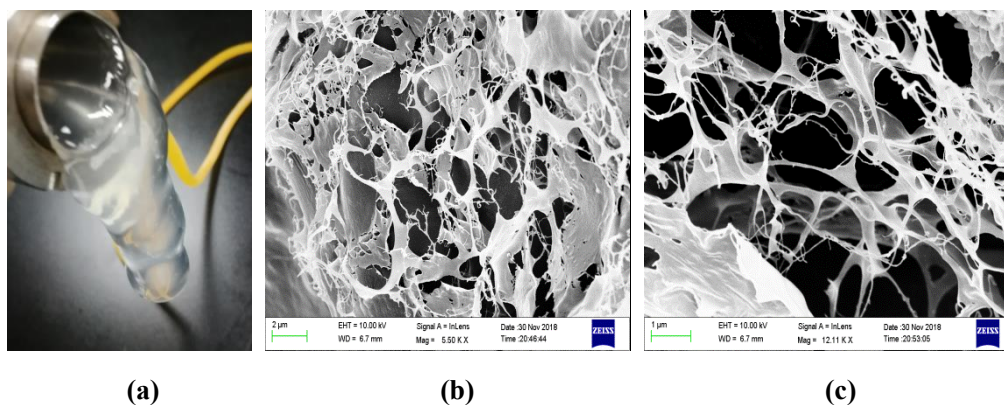 2 µm
EHT = 10.00 kV
Signal A = InLens
Date :30 Nov 2018
WD = 6.7 mm
Mag = 5.50 K X
Time :20:46:44
ZEISS
1 µm
EHT = 10.00 kV
Signal A = InLens
Date :30 Nov 2018
WD = 6.7 mm
Mag = 12.11 K X
Time :20:53:05
ZEISS
(a)
(b)
(c)